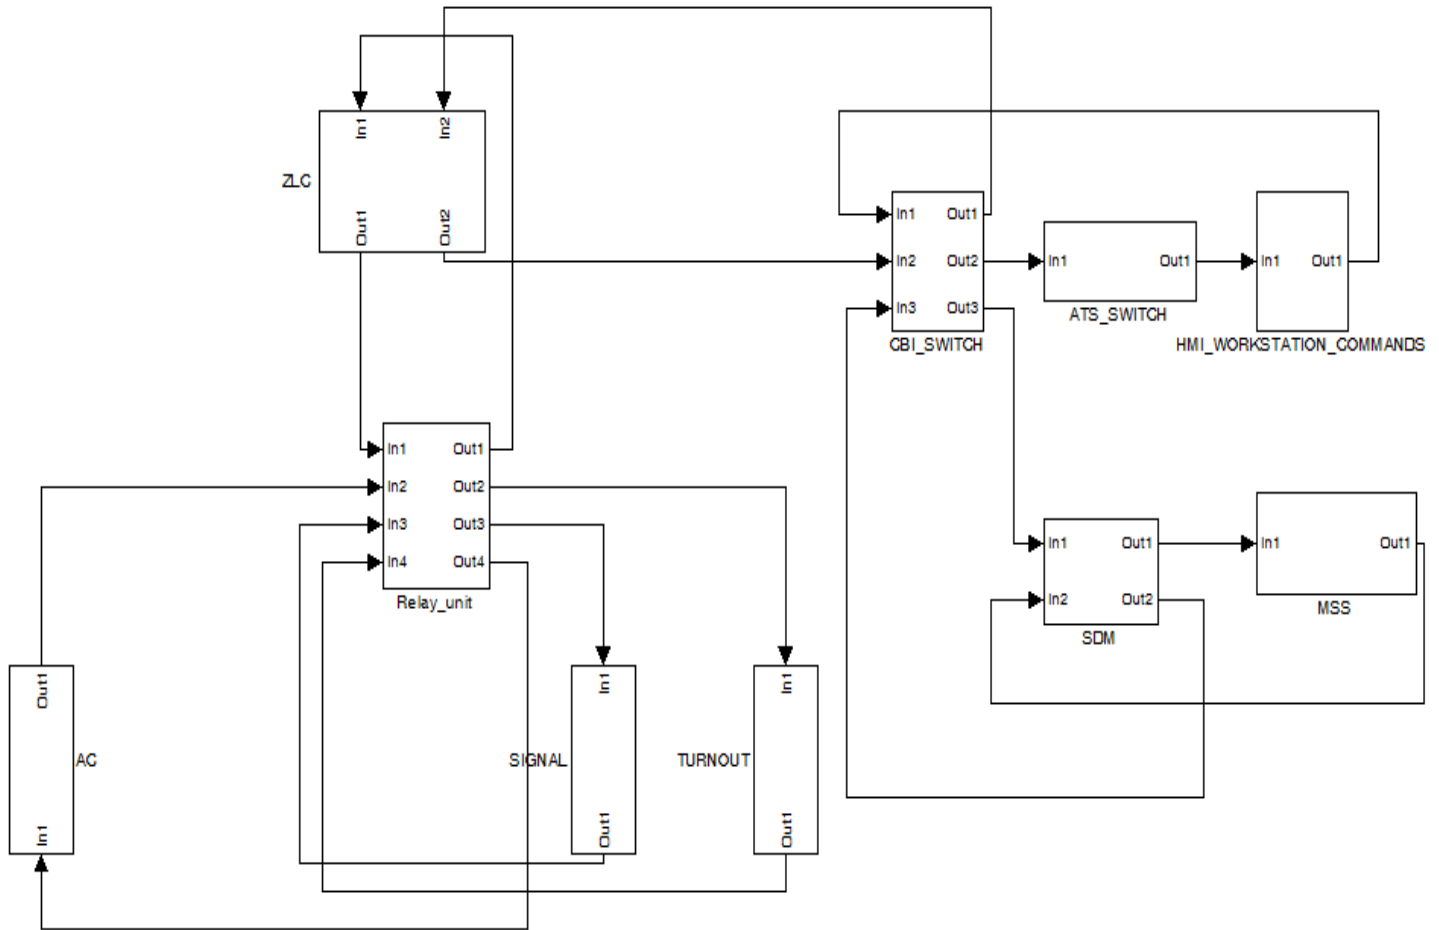 In1
In2
ZLC
Out1
Out2
In1
Out1
In2
Out2
In3
Out3
CBI_SWITCH
In1
Out1
ATS_SWITCH
In1
Out1
HMI_WORKSTATION_COMMANDS
In1
Out1
In2
Out2
In3
Out3
In4
Out4
Relay_unit
In1
Out1
In2
Out2
SDM
In1
Out1
MSS
Out1
AC
In1
In1
SIGNAL
Out1
In1
TURNOUT
Out1